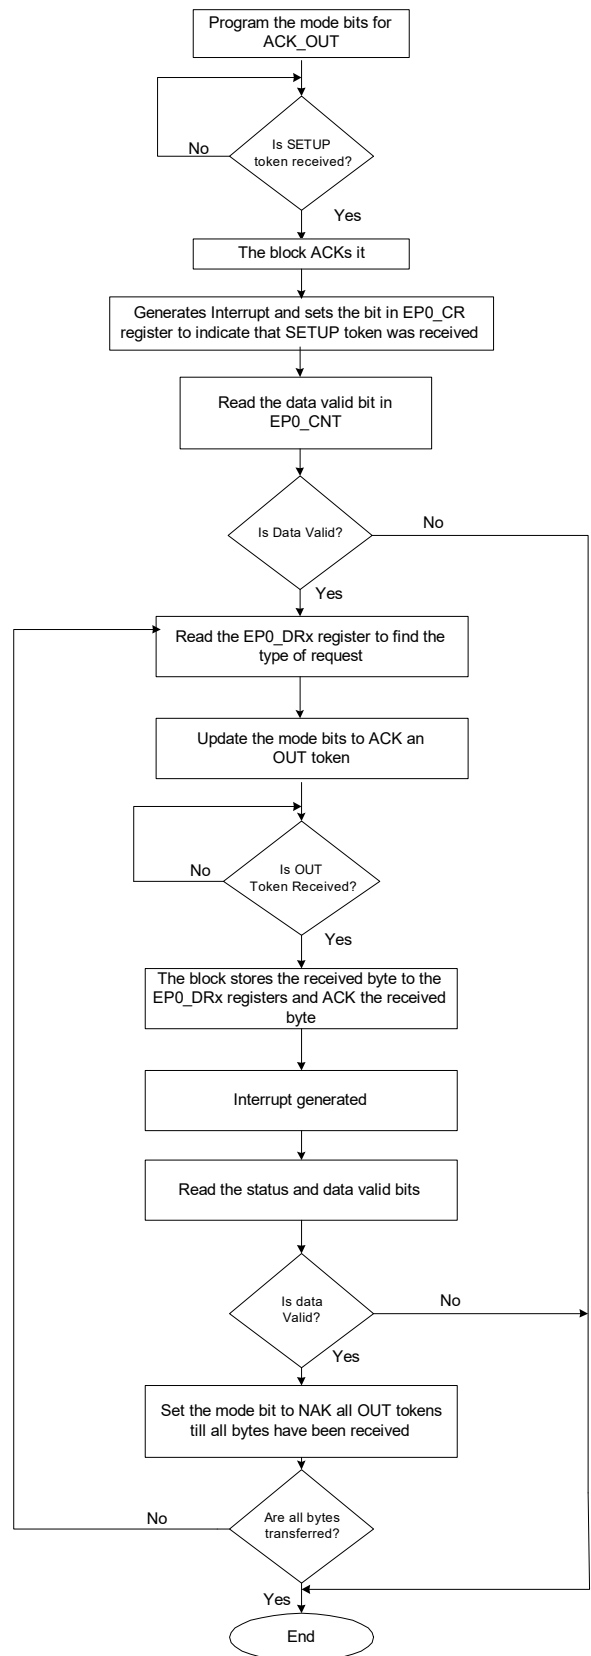 Program the mode bits for
ACK_OUT
Is SETUP
token received?
No
Yes
The block ACKs it
Generates Interrupt and sets the bit in EP0_CR
register to indicate that SETUP token was received
Read the data valid bit in
EP0_CNT
Is Data Valid?
No
Yes
Read the EP0_DRx register to find the
type of request
Update the mode bits to ACK an
OUT token
Is OUT
Token Received?
No
Yes
The block stores the received byte to the
EP0_DRx registers and ACK the received
byte
Interrupt generated
Read the status and data valid bits
Is data
Valid?
No
Yes
Set the mode bit to NAK all OUT tokens
till all bytes have been received
Are all bytes
transferred?
No
Yes
End